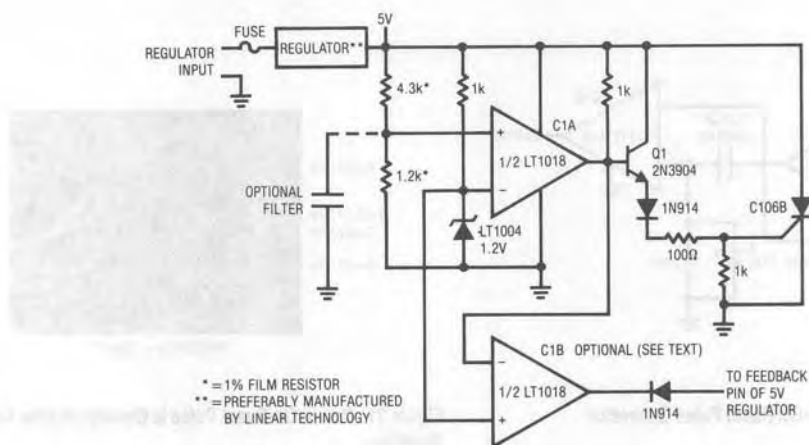 FUSE
5V
REGULATOR
INPUT
REGULATOR**
4.3k*
1k
1k
C1A
+
1/2 LT1018
−
Q1
2N3904
1.2k*
OPTIONAL
FILTER
LT1004
1.2V
1N914
C106B
100Ω
1k
C1B OPTIONAL (SEE TEXT)
−
1/2 LT1018
+
1N914
TO FEEDBACK
PIN OF 5V
REGULATOR
* = 1% FILM RESISTOR
** = PREFERABLY MANUFACTURED
BY LINEAR TECHNOLOGY